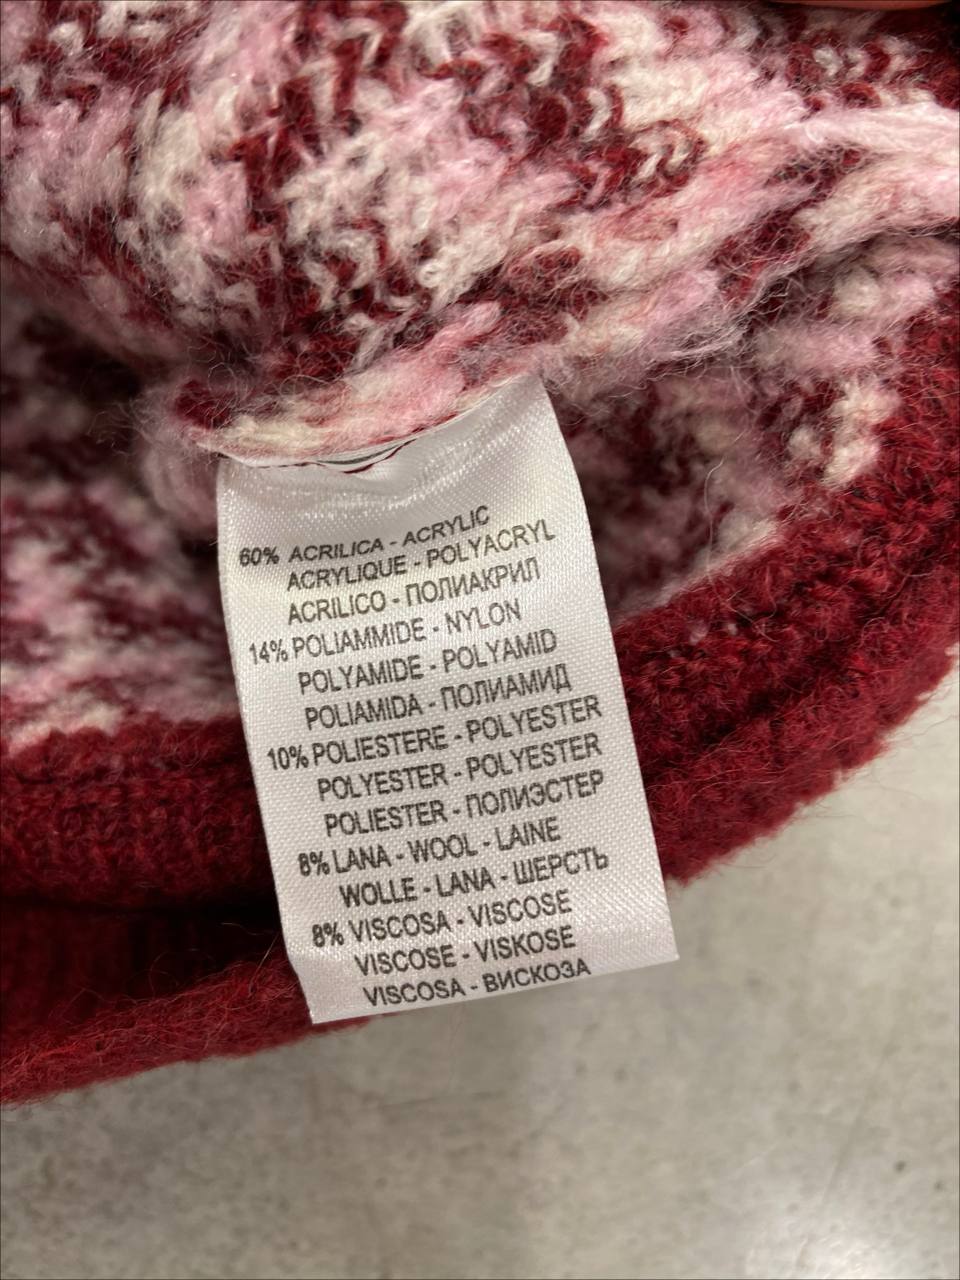 60% ACRILICA - ACRYLIC
ACRYLIQUE - POLYACRYL
ACRILICO - ПОЛИАКРИЛ
14% POLIAMMIDE - NYLON
POLYAMIDE - POLYAMID
POLIAMIDA - ПОЛИАМИД
10% POLIESTERE - POLYESTER
POLYESTER - POLYESTER
POLIESTER - ПОЛИЭСТЕР
8% LANA - WOOL - LAINE
WOLLE - LANA - ШЕРСТЬ
8% VISCOSA - VISCOSE
VISCOSE - VISKOSE
VISCOSA - ВИСКОЗА